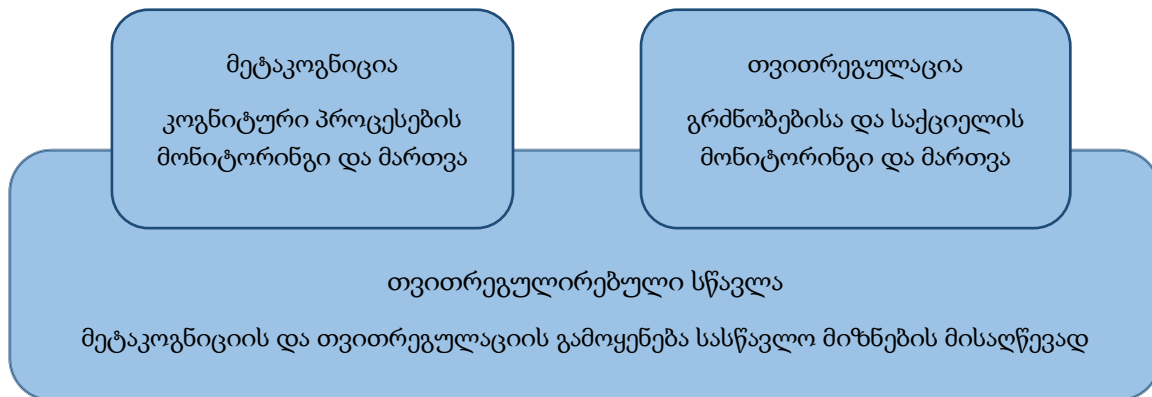 მეტაკოგნიცია
კოგნიტური პროცესების
მონიტორინგი და მართვა
თვითრეგულაცია
გრძნობებისა და საქციელის
მონიტორინგი და მართვა
თვითრეგულირებული სწავლა
მეტაკოგნიციის და თვითრეგულაციის გამოყენება სასწავლო მიზნების მისაღწევად